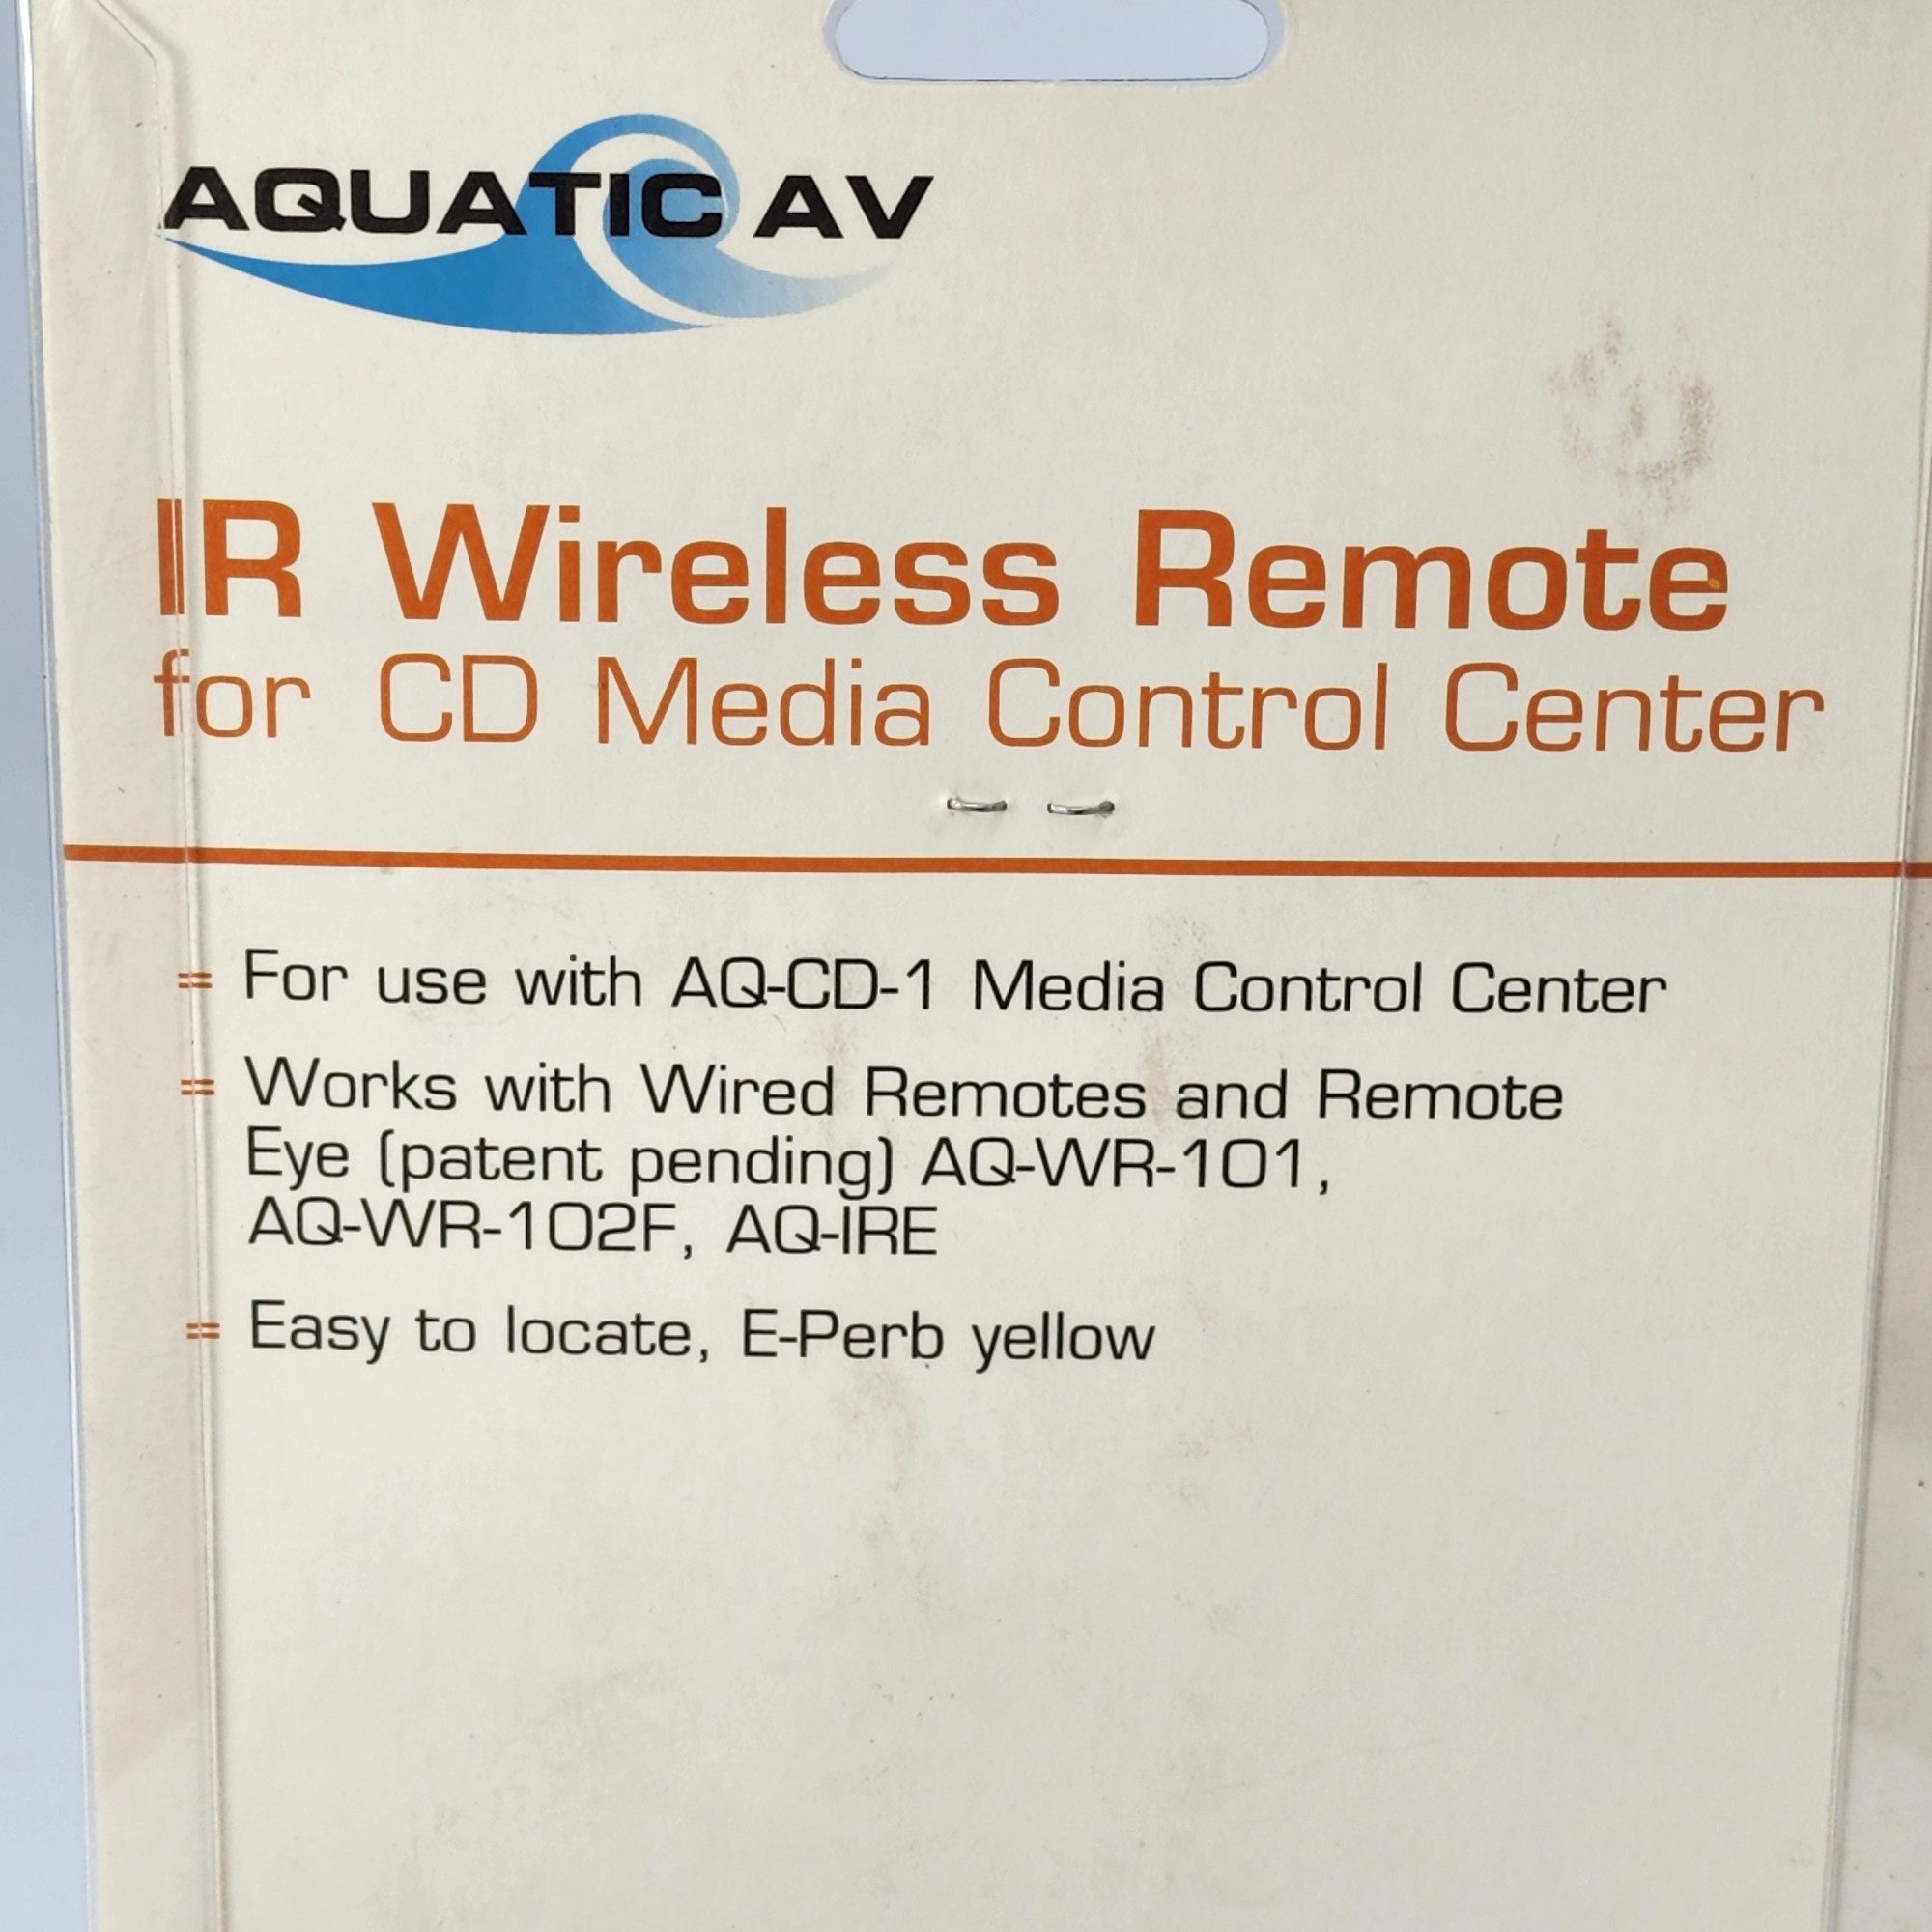 AQUATIC AV
IR Wireless Remote
for CD Media Control Center
= For use with AQ-CD-1 Media Control Center
= Works with Wired Remotes and Remote
Eye (patent pending) AQ-WR-101,
AQ-WR-102F, AQ-IRE
= Easy to locate, E-Perb yellow